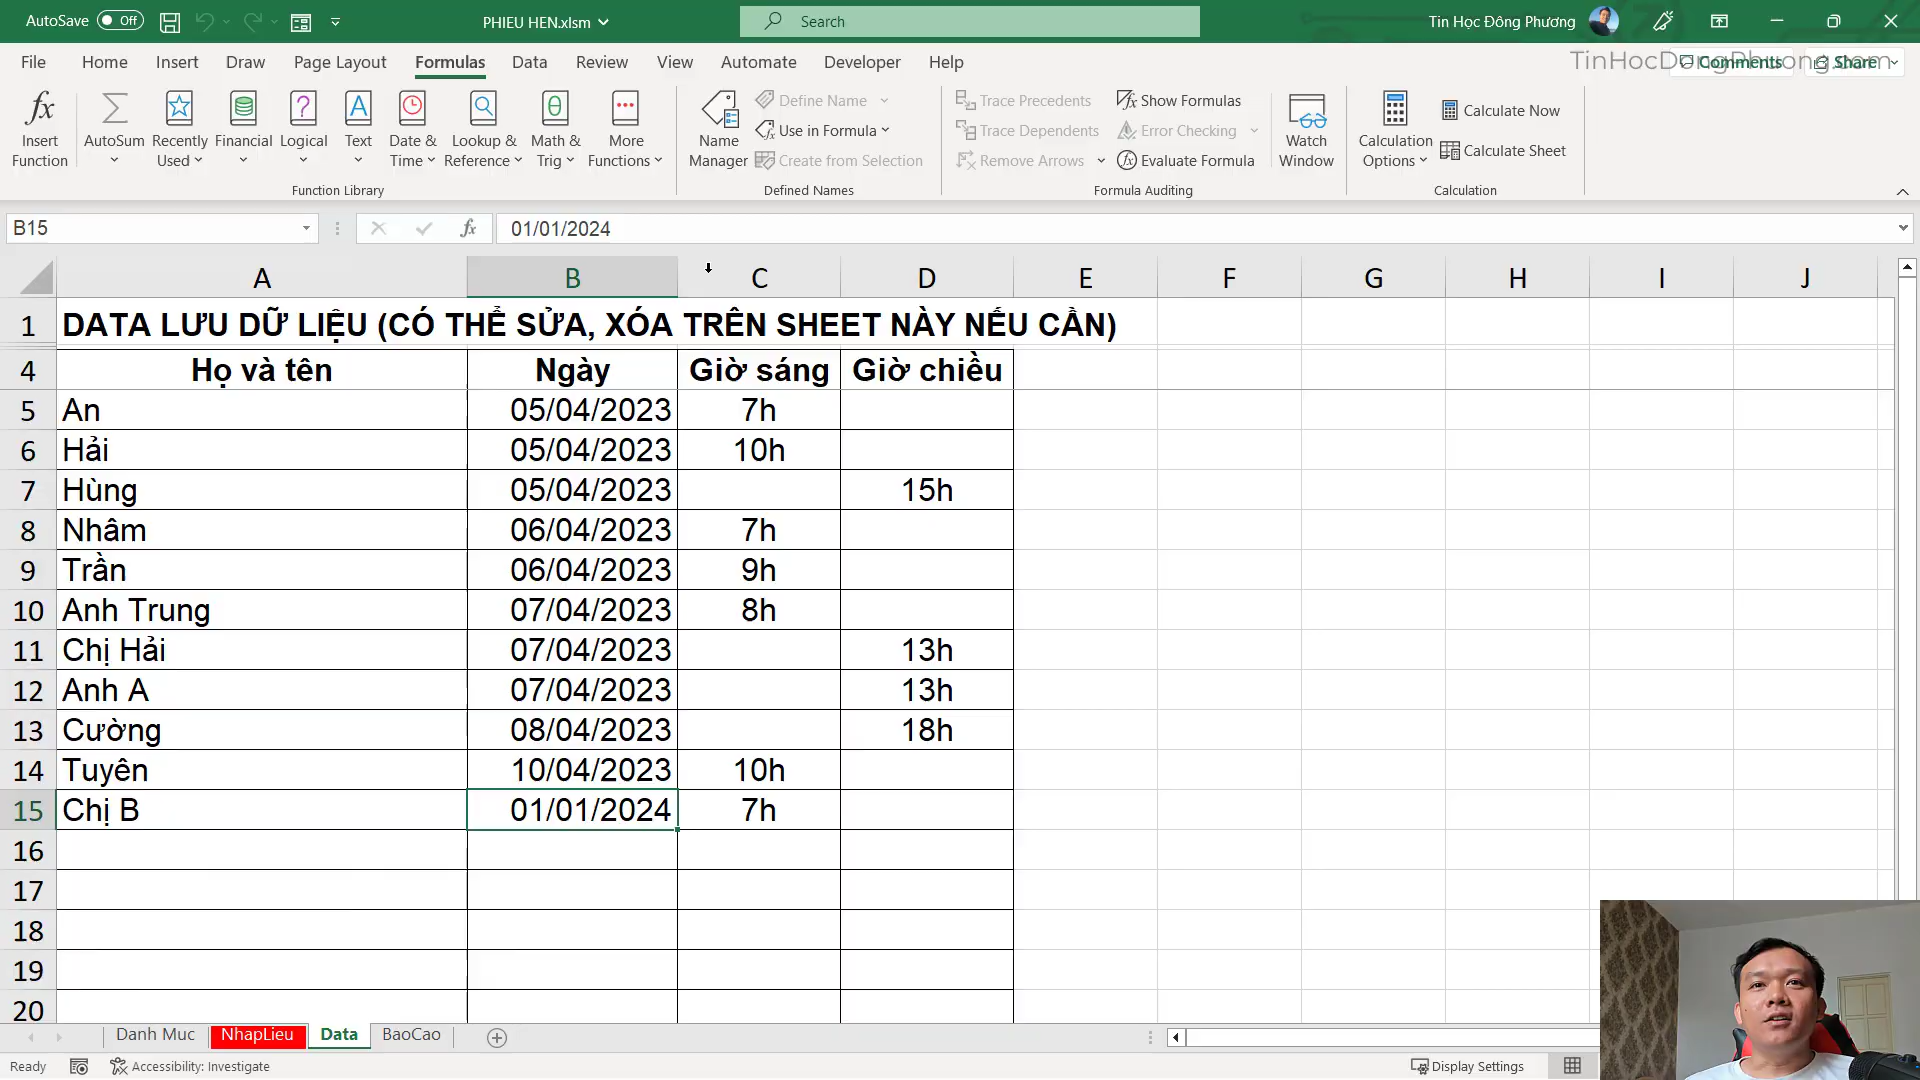 AutoSave Off PHIEU HEN.xlsm Search Tin Học Đông Phương
File Home Insert Draw Page Layout Formulas Data Review View Automate Developer Help Comments Share
TinHocDongPhuong.com
Insert Function AutoSum Recently Used Financial Logical Text Date & Time Lookup & Reference Math & Trig More Functions
Name Manager Define Name Use in Formula Create from Selection
Trace Precedents Trace Dependents Remove Arrows Show Formulas Error Checking Evaluate Formula
Watch Window Calculation Options Calculate Now Calculate Sheet
Function Library Defined Names Formula Auditing Calculation
B15 fx 01/01/2024
A B C D E F G H I J
1 DATA LƯU DỮ LIỆU (CÓ THỂ SỬA, XÓA TRÊN SHEET NÀY NẾU CẦN)
4 Họ và tên Ngày Giờ sáng Giờ chiều
5 An 05/04/2023 7h
6 Hải 05/04/2023 10h
7 Hùng 05/04/2023 15h
8 Nhâm 06/04/2023 7h
9 Trần 06/04/2023 9h
10 Anh Trung 07/04/2023 8h
11 Chị Hải 07/04/2023 13h
12 Anh A 07/04/2023 13h
13 Cường 08/04/2023 18h
14 Tuyên 10/04/2023 10h
15 Chị B 01/01/2024 7h
16
17
18
19
20
Danh Muc NhapLieu Data BaoCao
Ready Accessibility: Investigate Display Settings